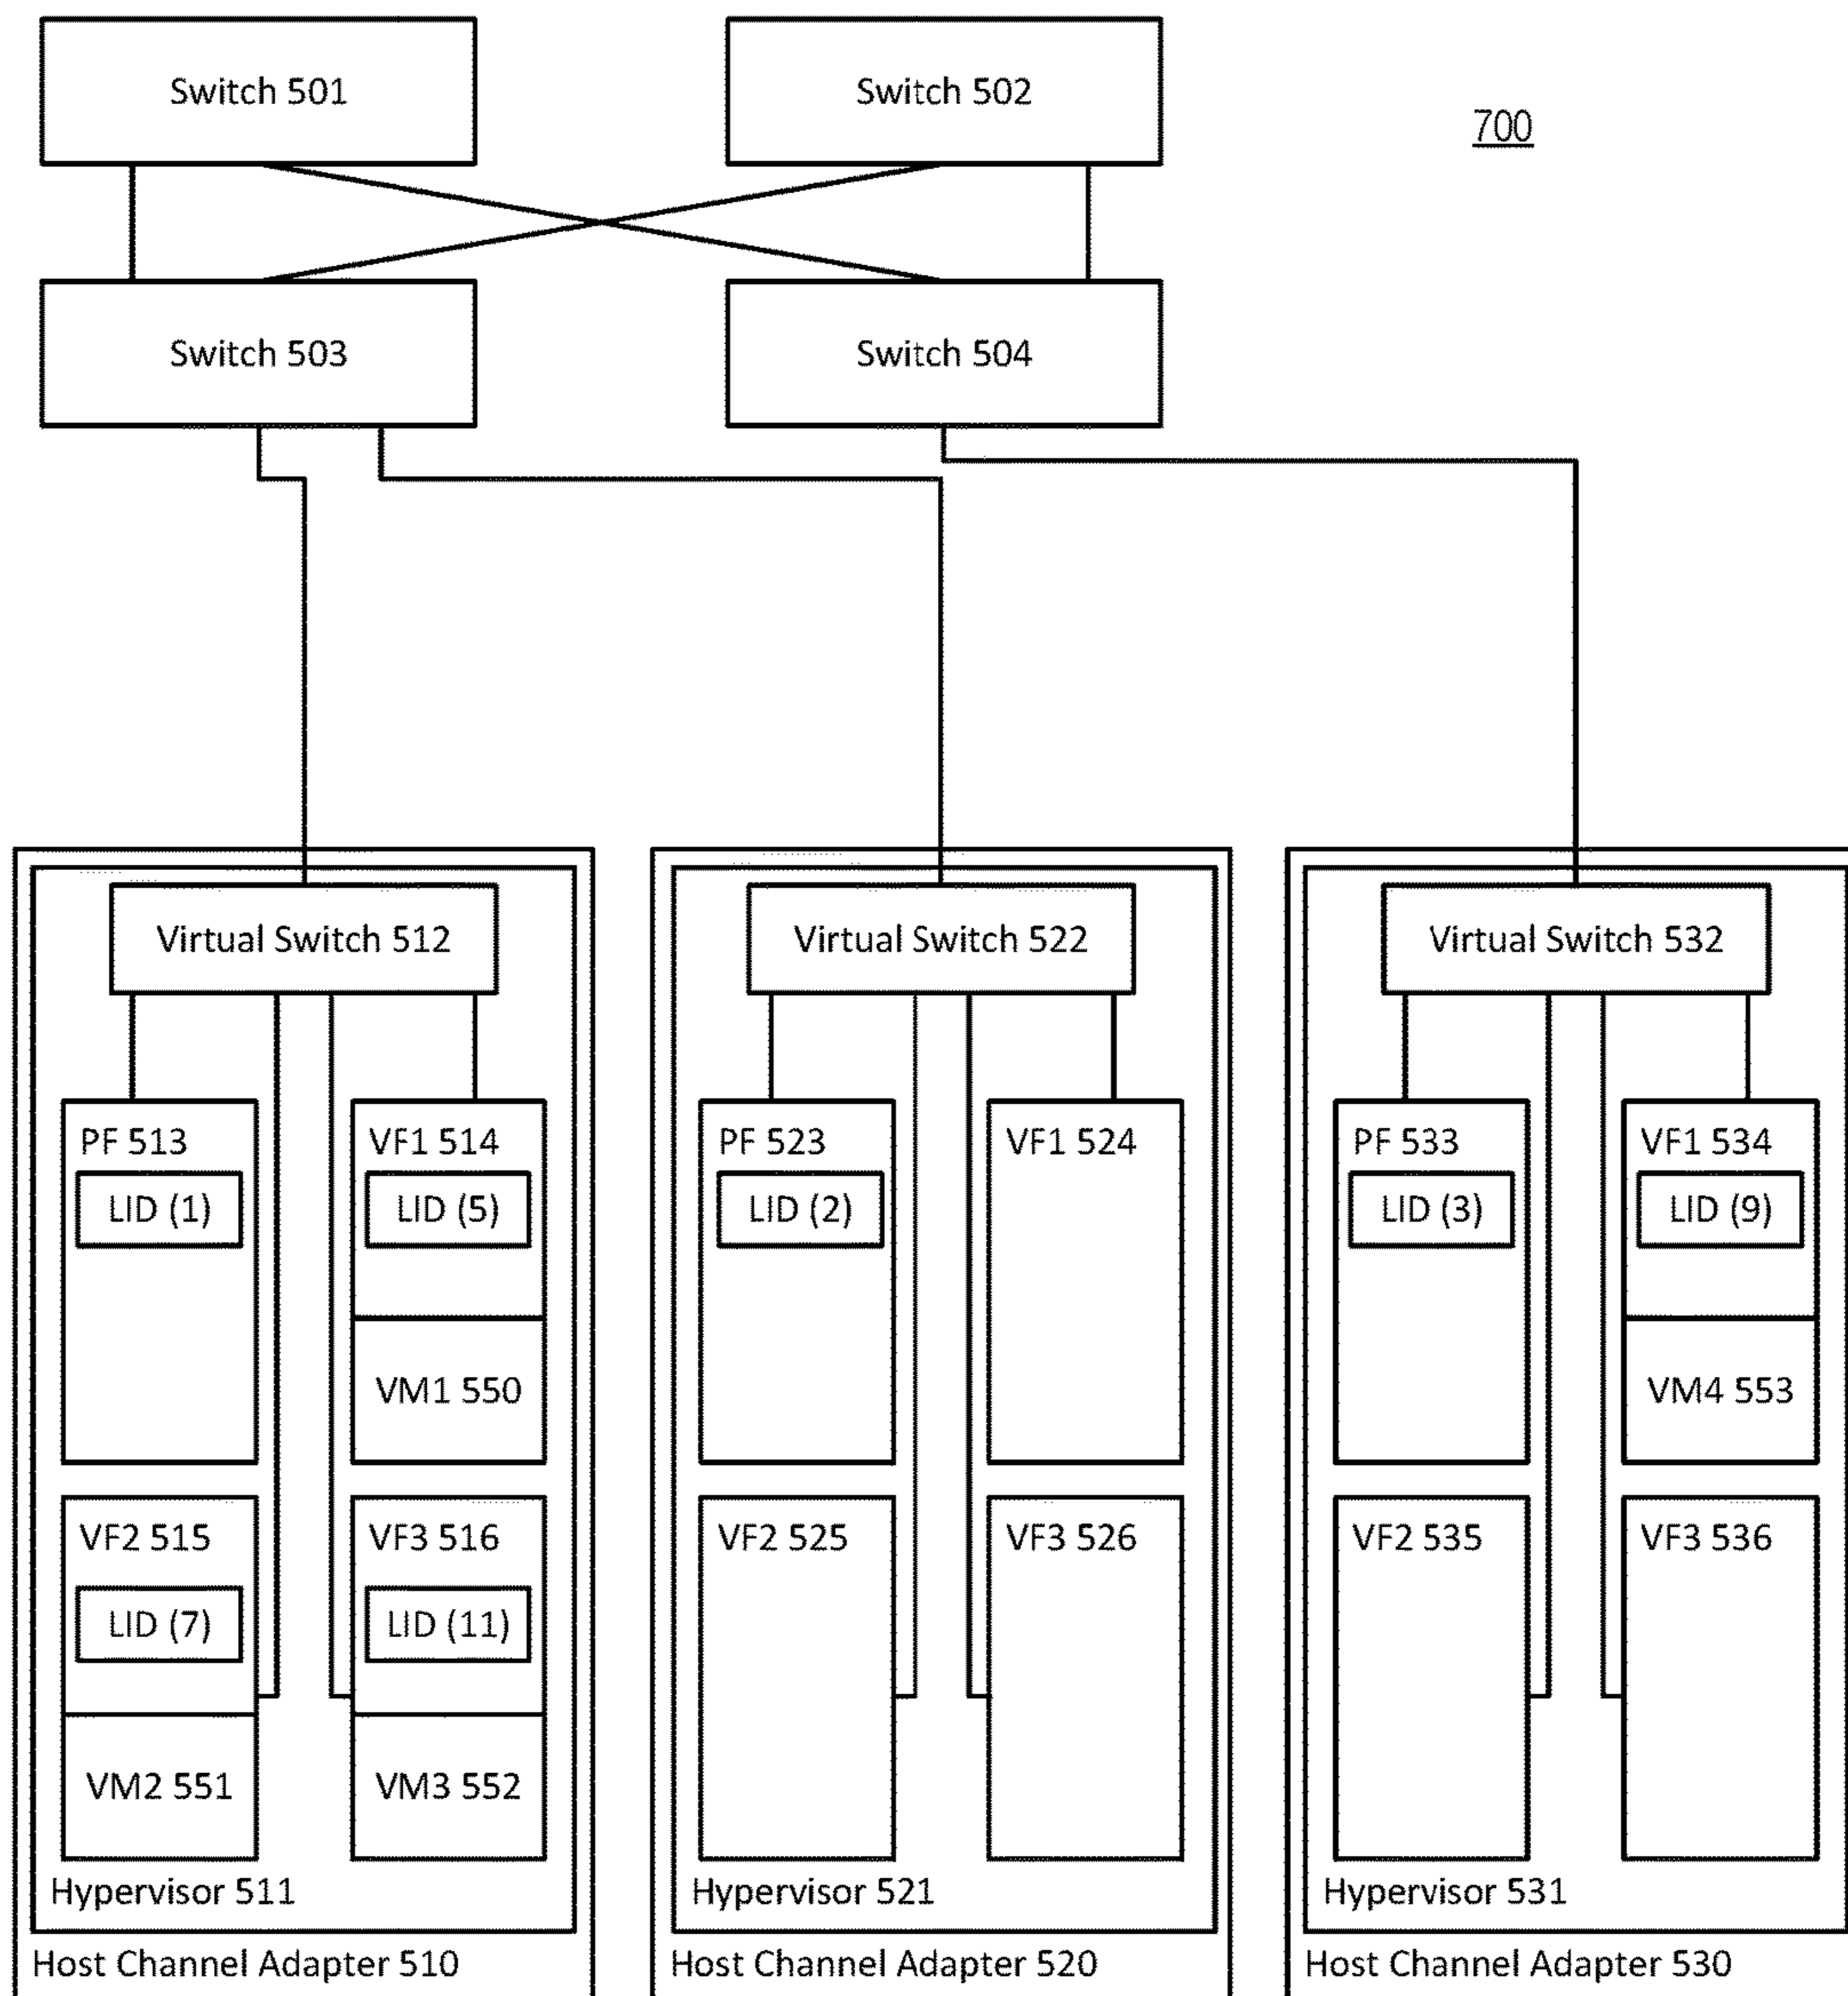 Switch 501
Switch 502
700
Switch 503
Switch 504
Virtual Switch 512
Virtual Switch 522
Virtual Switch 532
PF 513
LID (1)
VF1 514
LID (5)
VM1 550
VF2 515
LID (7)
VM2 551
VF3 516
LID (11)
VM3 552
Hypervisor 511
Host Channel Adapter 510
PF 523
LID (2)
VF1 524
VF2 525
VF3 526
Hypervisor 521
Host Channel Adapter 520
PF 533
LID (3)
VF1 534
LID (9)
VM4 553
VF2 535
VF3 536
Hypervisor 531
Host Channel Adapter 530